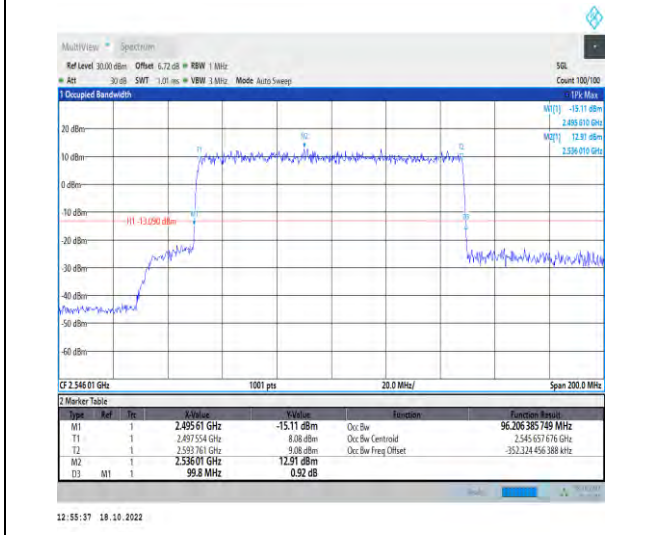 MultiView Spectrum
Ref Level 30.00 dBm Offset 6.72 dB RBW 1 MHz SGL
Att 30 dB SWT 1.01 ms VBW 3 MHz Mode Auto Sweep Count 100/100
1 Occupied Bandwidth 1Pk Max
M1[1] -15.11 dBm
2.495 610 GHz
M2[1] 12.91 dBm
2.536 010 GHz
20 dBm
M2
T1
T2
10 dBm
0 dBm
-10 dBm
M1
H1 -13.090 dBm
D3
-20 dBm
-30 dBm
-40 dBm
-50 dBm
-60 dBm
CF 2.546 01 GHz 1001 pts 20.0 MHz/ Span 200.0 MHz
2 Marker Table
Type Ref Trc X-Value Y-Value Function Function Result
M1 1 2.495 61 GHz -15.11 dBm Occ Bw 96.206 385 749 MHz
T1 1 2.497 554 GHz 8.08 dBm Occ Bw Centroid 2.545 657 676 GHz
T2 1 2.593 761 GHz 9.08 dBm Occ Bw Freq Offset -352.324 456 388 kHz
M2 1 2.536 01 GHz 12.91 dBm
D3 M1 1 99.8 MHz 0.92 dB
12:55:37 18.10.2022